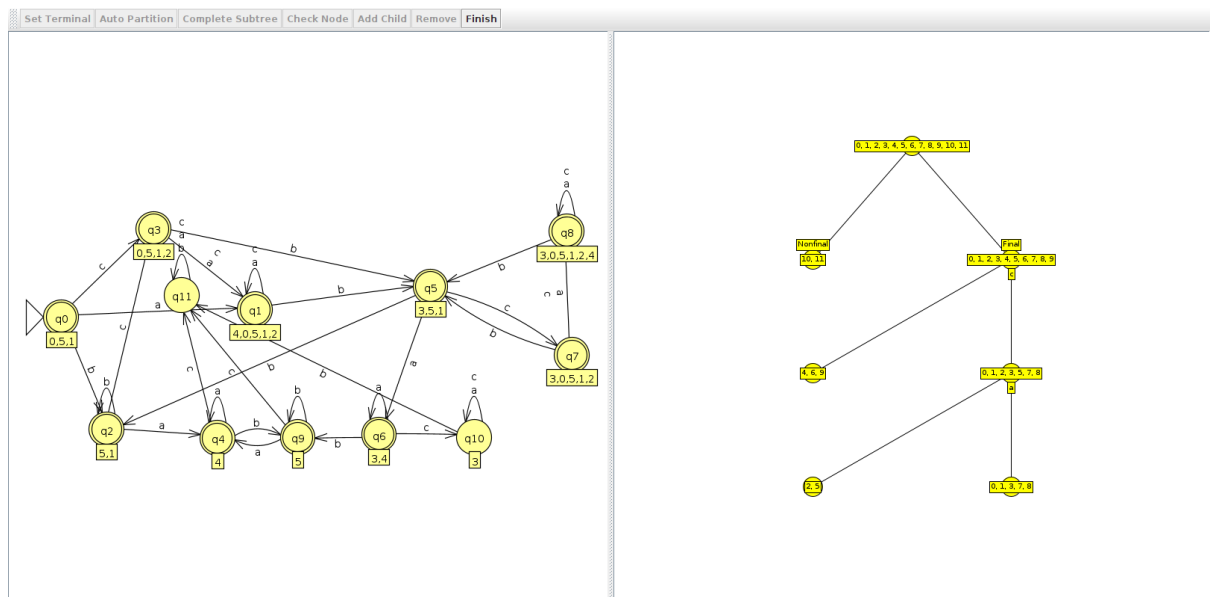 Set Terminal Auto Partition Complete Subtree Check Node Add Child Remove Finish
0, 1, 2, 3, 4, 5, 6, 7, 8, 9, 10, 11
c
a
q3
0,5,1,2
c
a
b
c
a
c
a
b
q8
3,0,5,1,2,4
b
Nonfinal
10, 11
Final
0, 1, 2, 3, 4, 5, 6, 7, 8, 9
c
c
q11
q1
4,0,5,1,2
b
q5
3,5,1
c
b
c
a
q0
0,5,1
a
c
b
q7
3,0,5,1,2
4, 6, 9
0, 1, 2, 3, 5, 7, 8
a
b
c
c
b
b
a
b
q2
5,1
a
a
q4
4
b
a
b
q9
5
b
a
q6
3,4
c
c
a
q10
3
2, 5
0, 1, 3, 7, 8